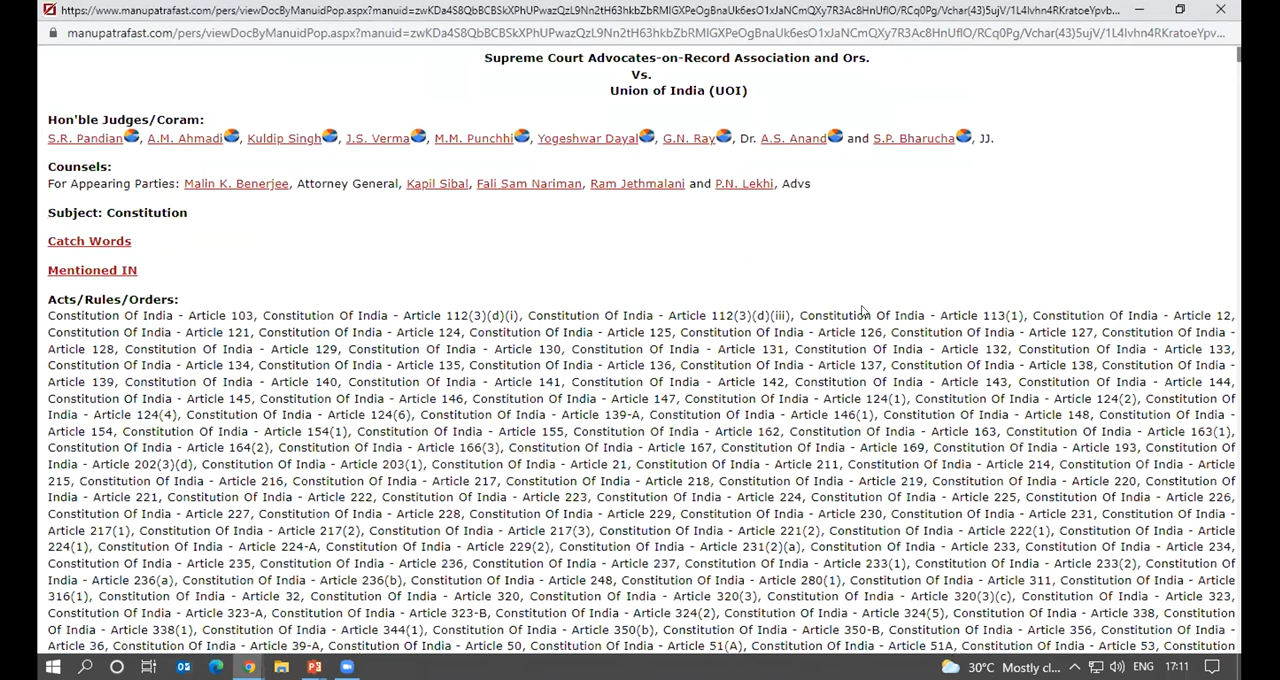 https://www.manupatrafast.com/pers/viewDocByManuidPop.aspx?manuid=zwKDa4S8QbBCBSkXPhUPwazQzL9Nn2tH63hkbZbRMIGXPeOgBnaUk6esO1xJaNCmQXy7R3Ac8HnUflO/RCq0Pg/Vchar(43)5ujV/1L4lvhn4RKratoeYpvb...
manupatrafast.com/pers/viewDocByManuidPop.aspx?manuid=zwKDa4S8QbBCBSkXPhUPwazQzL9Nn2tH63hkbZbRMIGXPeOgBnaUk6esO1xJaNCmQXy7R3Ac8HnUflO/RCq0Pg/Vchar(43)5ujV/1L4lvhn4RKratoeYpv...
Supreme Court Advocates-on-Record Association and Ors.
Vs.
Union of India (UOI)
Hon'ble Judges/Coram:
S.R. Pandian, A.M. Ahmadi, Kuldip Singh, J.S. Verma, M.M. Punchhi, Yogeshwar Dayal, G.N. Ray, Dr. A.S. Anand and S.P. Bharucha, JJ.
Counsels:
For Appearing Parties: Malin K. Benerjee, Attorney General, Kapil Sibal, Fali Sam Nariman, Ram Jethmalani and P.N. Lekhi, Advs
Subject: Constitution
Catch Words
Mentioned IN
Acts/Rules/Orders:
Constitution Of India - Article 103, Constitution Of India - Article 112(3)(d)(i), Constitution Of India - Article 112(3)(d)(iii), Constitution Of India - Article 113(1), Constitution Of India - Article 12,
Constitution Of India - Article 121, Constitution Of India - Article 124, Constitution Of India - Article 125, Constitution Of India - Article 126, Constitution Of India - Article 127, Constitution Of India -
Article 128, Constitution Of India - Article 129, Constitution Of India - Article 130, Constitution Of India - Article 131, Constitution Of India - Article 132, Constitution Of India - Article 133,
Constitution Of India - Article 134, Constitution Of India - Article 135, Constitution Of India - Article 136, Constitution Of India - Article 137, Constitution Of India - Article 138, Constitution Of India -
Article 139, Constitution Of India - Article 140, Constitution Of India - Article 141, Constitution Of India - Article 142, Constitution Of India - Article 143, Constitution Of India - Article 144,
Constitution Of India - Article 145, Constitution Of India - Article 146, Constitution Of India - Article 147, Constitution Of India - Article 124(1), Constitution Of India - Article 124(2), Constitution Of
India - Article 124(4), Constitution Of India - Article 124(6), Constitution Of India - Article 139-A, Constitution Of India - Article 146(1), Constitution Of India - Article 148, Constitution Of India -
Article 154, Constitution Of India - Article 154(1), Constitution Of India - Article 155, Constitution Of India - Article 162, Constitution Of India - Article 163, Constitution Of India - Article 163(1),
Constitution Of India - Article 164(2), Constitution Of India - Article 166(3), Constitution Of India - Article 167, Constitution Of India - Article 169, Constitution Of India - Article 193, Constitution Of
India - Article 202(3)(d), Constitution Of India - Article 203(1), Constitution Of India - Article 21, Constitution Of India - Article 211, Constitution Of India - Article 214, Constitution Of India - Article
215, Constitution Of India - Article 216, Constitution Of India - Article 217, Constitution Of India - Article 218, Constitution Of India - Article 219, Constitution Of India - Article 220, Constitution Of
India - Article 221, Constitution Of India - Article 222, Constitution Of India - Article 223, Constitution Of India - Article 224, Constitution Of India - Article 225, Constitution Of India - Article 226,
Constitution Of India - Article 227, Constitution Of India - Article 228, Constitution Of India - Article 229, Constitution Of India - Article 230, Constitution Of India - Article 231, Constitution Of India -
Article 217(1), Constitution Of India - Article 217(2), Constitution Of India - Article 217(3), Constitution Of India - Article 221(2), Constitution Of India - Article 222(1), Constitution Of India - Article
224(1), Constitution Of India - Article 224-A, Constitution Of India - Article 229(2), Constitution Of India - Article 231(2)(a), Constitution Of India - Article 233, Constitution Of India - Article 234,
Constitution Of India - Article 235, Constitution Of India - Article 236, Constitution Of India - Article 237, Constitution Of India - Article 233(1), Constitution Of India - Article 233(2), Constitution Of
India - Article 236(a), Constitution Of India - Article 236(b), Constitution Of India - Article 248, Constitution Of India - Article 280(1), Constitution Of India - Article 311, Constitution Of India - Article
316(1), Constitution Of India - Article 32, Constitution Of India - Article 320, Constitution Of India - Article 320(3), Constitution Of India - Article 320(3)(c), Constitution Of India - Article 323,
Constitution Of India - Article 323-A, Constitution Of India - Article 323-B, Constitution Of India - Article 324(2), Constitution Of India - Article 324(5), Constitution Of India - Article 338, Constitution
Of India - Article 338(1), Constitution Of India - Article 344(1), Constitution Of India - Article 350(b), Constitution Of India - Article 350-B, Constitution Of India - Article 356, Constitution Of India -
Article 36, Constitution Of India - Article 39-A, Constitution Of India - Article 50, Constitution Of India - Article 51(A), Constitution Of India - Article 51A, Constitution Of India - Article 53, Constitution
30°C Mostly cl... ENG 17:11